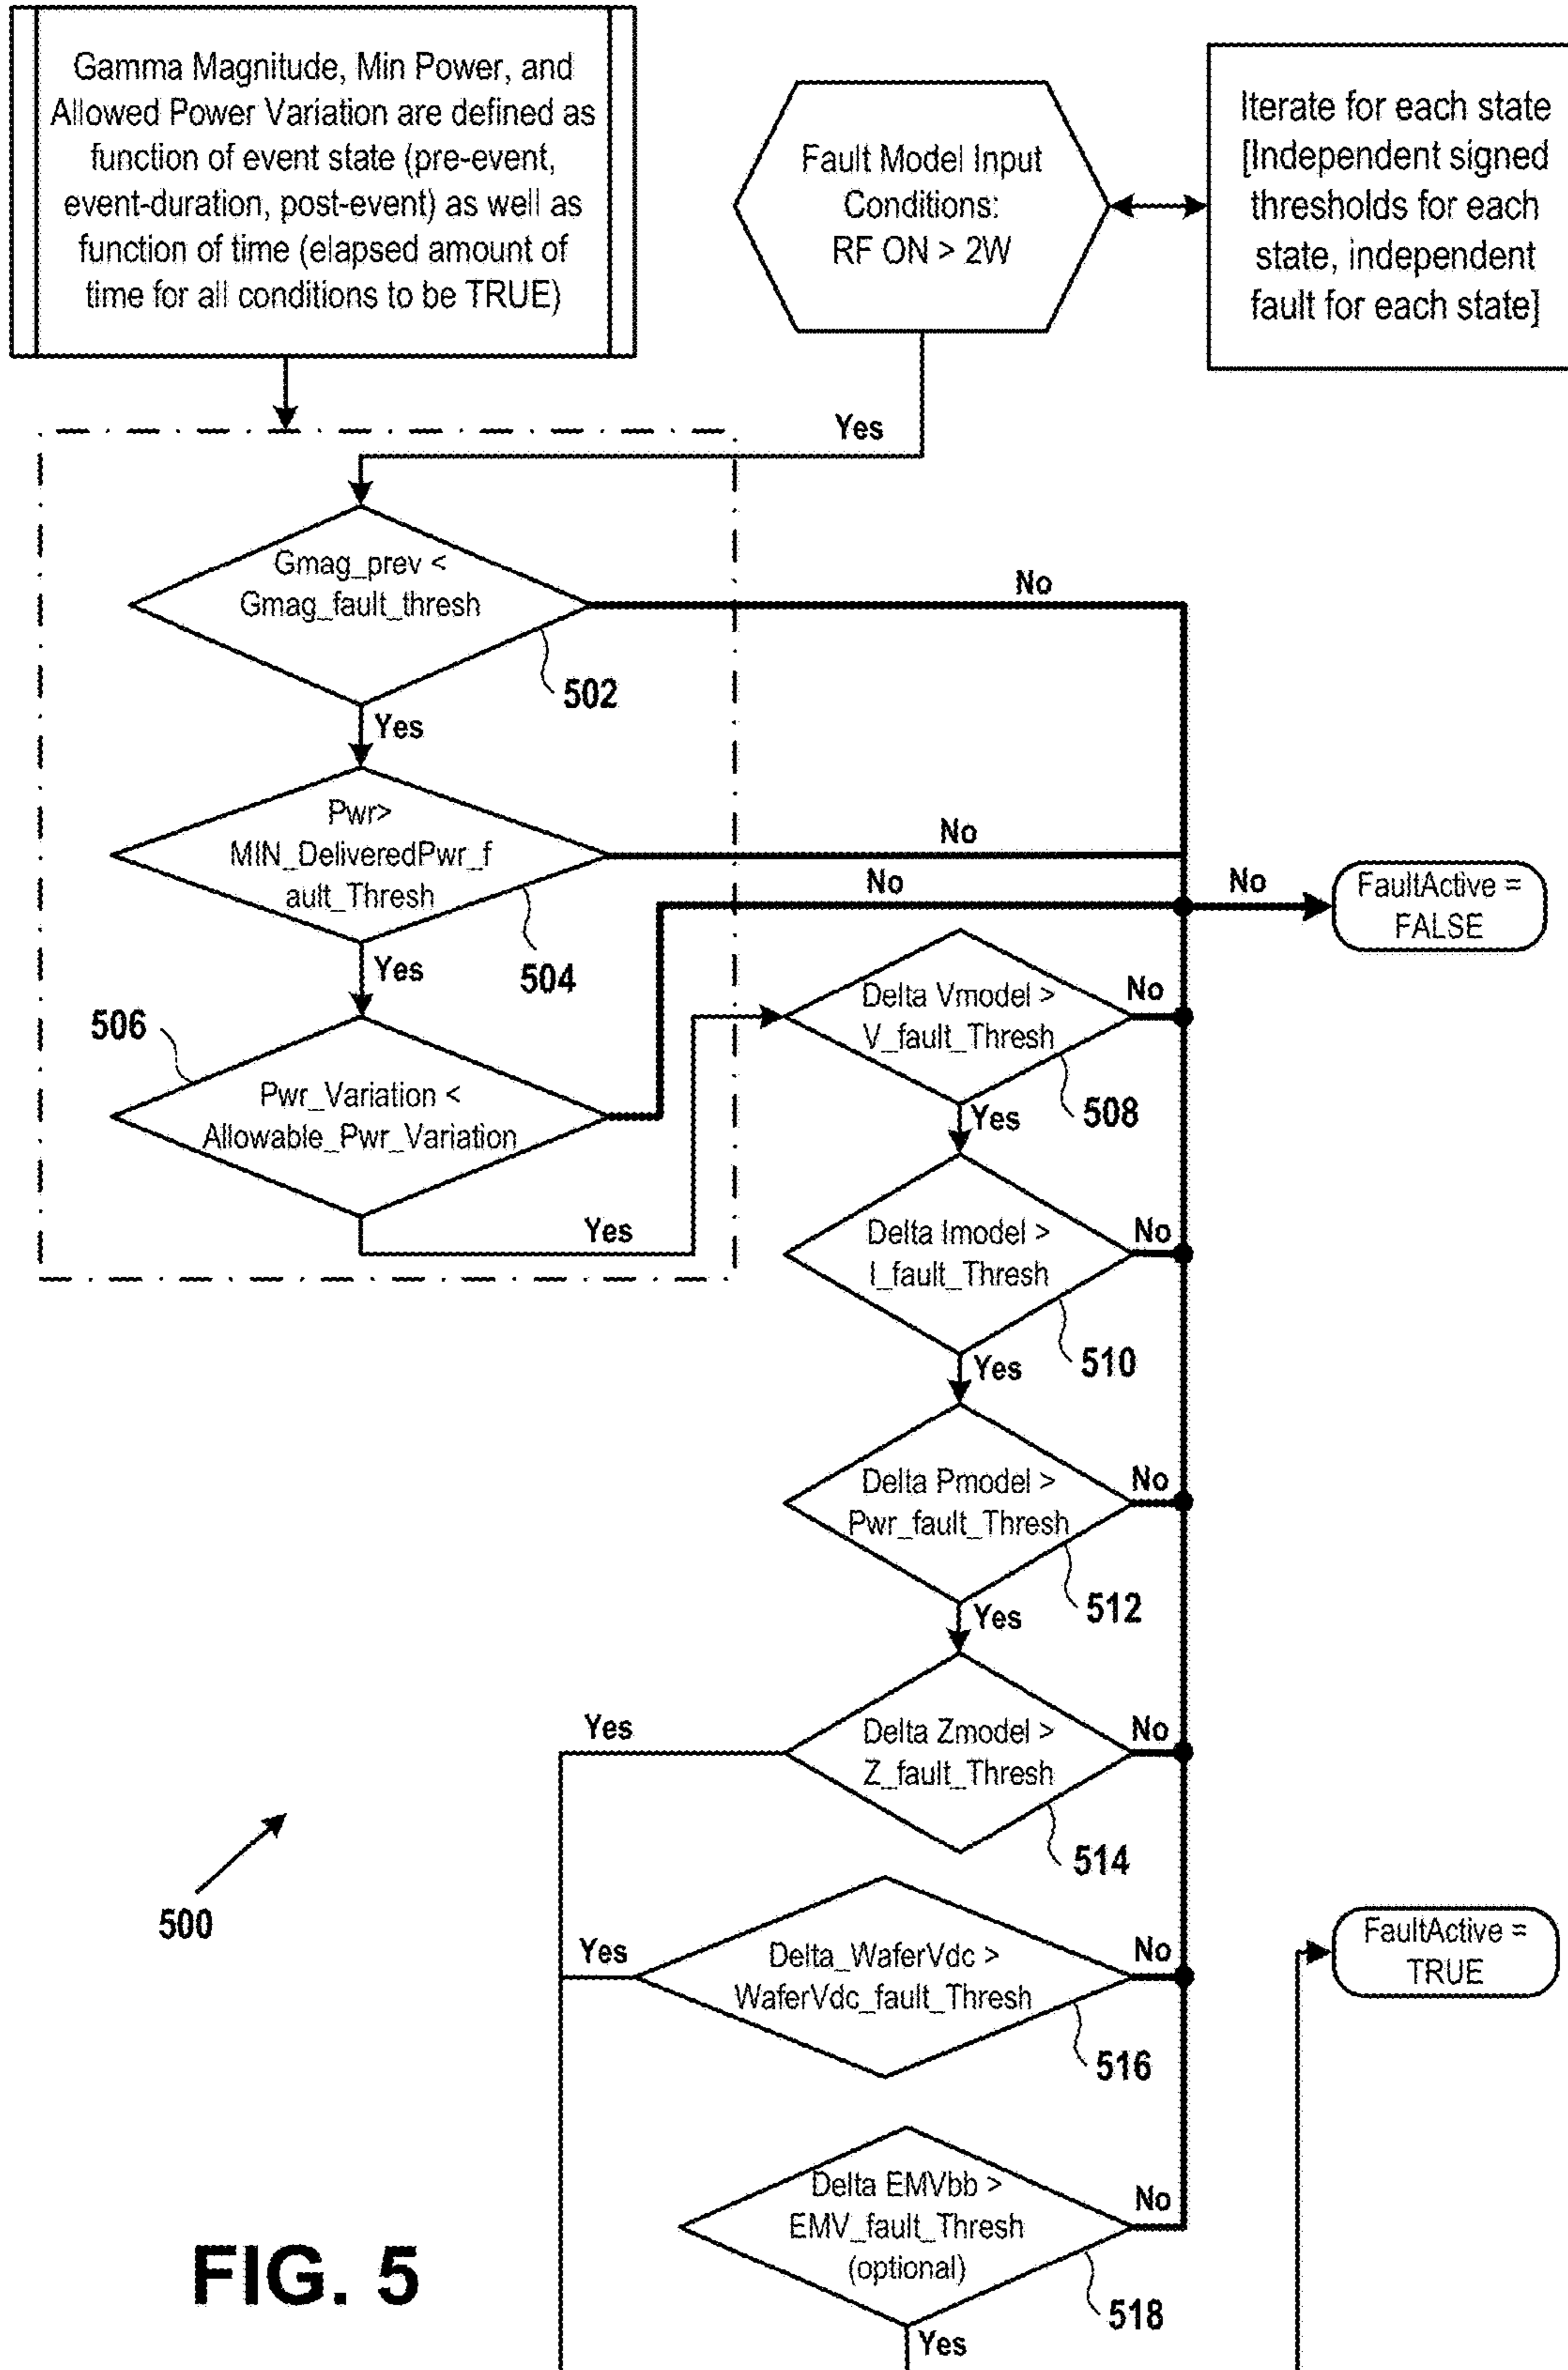 Gamma Magnitude, Min Power, and
Allowed Power Variation are defined as
function of event state (pre-event,
event-duration, post-event) as well as
function of time (elapsed amount of
time for all conditions to be TRUE)
Fault Model Input
Conditions:
RF ON > 2W
Iterate for each state
[Independent signed
thresholds for each
state, independent
fault for each state]
Yes
Gmag_prev <
Gmag_fault_thresh
No
502
Yes
Pwr>
MIN_DeliveredPwr_f
ault_Thresh
No
504
Yes
No
No
FaultActive =
FALSE
506
Pwr_Variation <
Allowable_Pwr_Variation
Yes
Delta Vmodel >
V_fault_Thresh
No
508
Yes
Delta Imodel >
I_fault_Thresh
No
510
Yes
Delta Pmodel >
Pwr_fault_Thresh
No
512
Yes
Delta Zmodel >
Z_fault_Thresh
No
Yes
514
500
Delta_WaferVdc >
WaferVdc_fault_Thresh
No
Yes
516
FaultActive =
TRUE
Delta EMVbb >
EMV_fault_Thresh
(optional)
No
518
Yes
FIG. 5